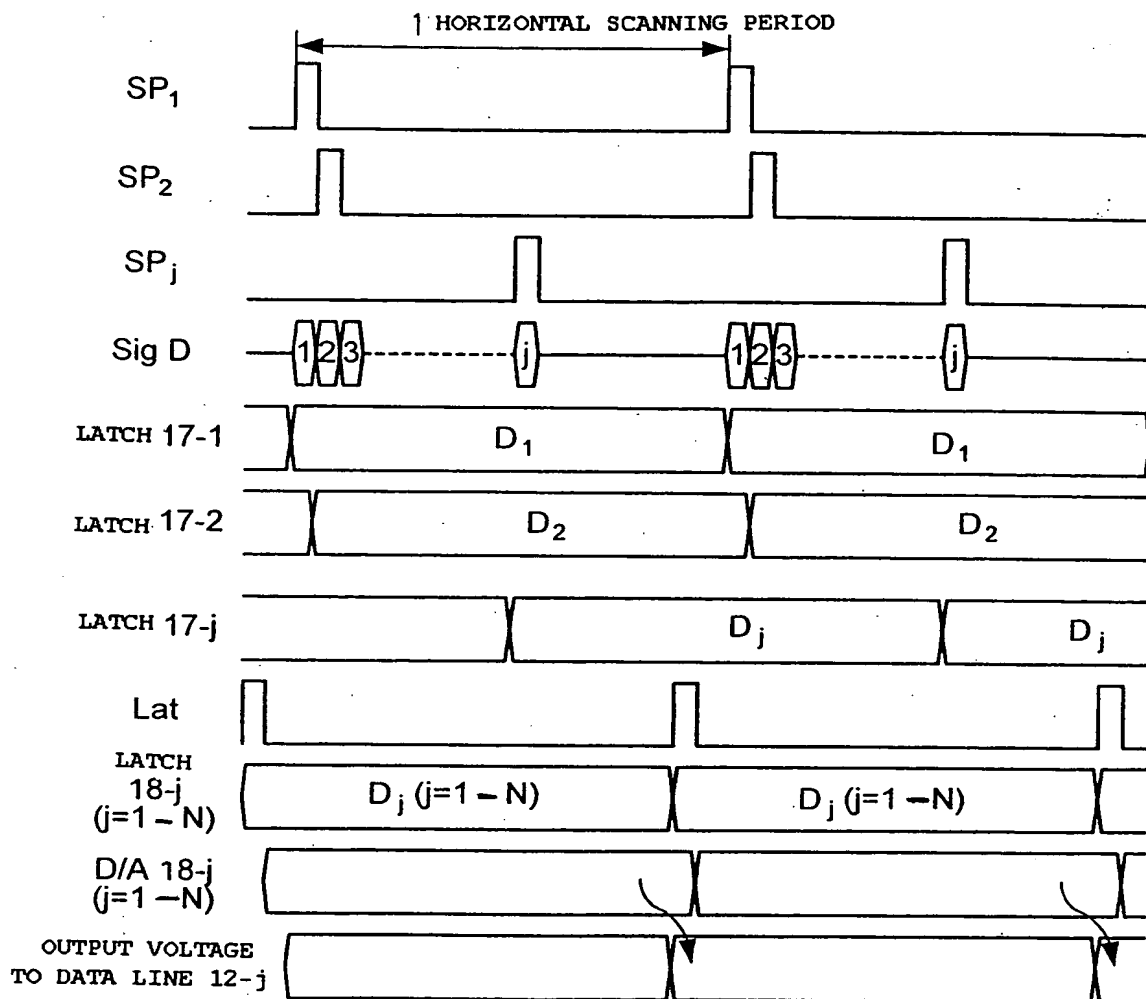 1 HORIZONTAL SCANNING PERIOD
SP1
SP2
SPj
Sig D 1 2 3 j 1 2 3 j
LATCH 17-1 D1 D1
LATCH 17-2 D2 D2
LATCH 17-j Dj Dj
Lat
LATCH
18-j
(j=1-N) Dj (j=1-N) Dj (j=1-N)
D/A 18-j
(j=1-N)
OUTPUT VOLTAGE
TO DATA LINE 12-j